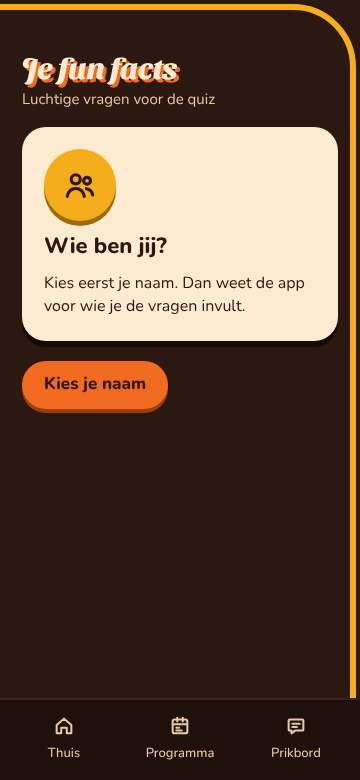 Je fun facts
Luchtige vragen voor de quiz
Wie ben jij?
Kies eerst je naam. Dan weet de app
voor wie je de vragen invult.
Kies je naam
Thuis
Programma
Prikbord